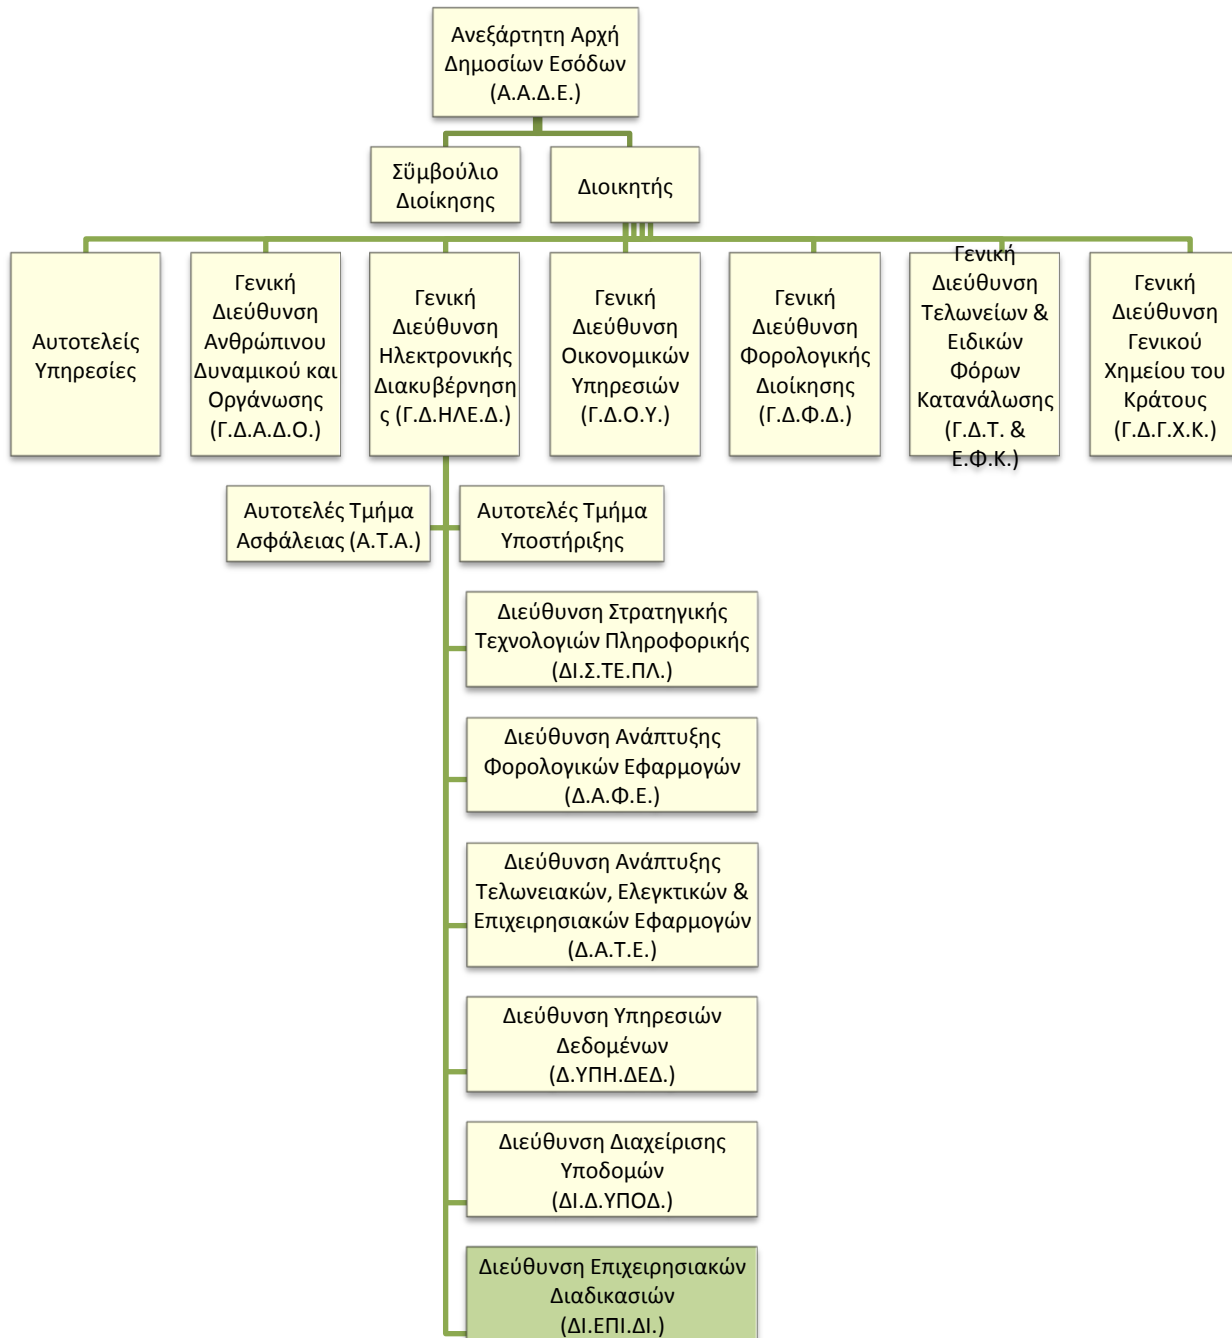 Ανεξάρτητη Αρχή
Δημοσίων Εσόδων
(Α.Α.Δ.Ε.)
Σΰμβούλιο
Διοίκησης
Διοικητής
Αυτοτελείς
Υπηρεσίες
Γενική
Διεύθυνση
Ανθρώπινου
Δυναμικού και
Οργάνωσης
(Γ.Δ.Α.Δ.Ο.)
Γενική
Διεύθυνση
Ηλεκτρονικής
Διακυβέρνηση
ς (Γ.Δ.ΗΛΕ.Δ.)
Γενική
Διεύθυνση
Οικονομικών
Υπηρεσιών
(Γ.Δ.Ο.Υ.)
Γενική
Διεύθυνση
Φορολογικής
Διοίκησης
(Γ.Δ.Φ.Δ.)
Γενική
Διεύθυνση
Τελωνείων &
Ειδικών
Φόρων
Κατανάλωσης
(Γ.Δ.Τ. &
Ε.Φ.Κ.)
Γενική
Διεύθυνση
Γενικού
Χημείου του
Κράτους
(Γ.Δ.Γ.Χ.Κ.)
Αυτοτελές Τμήμα
Ασφάλειας (Α.Τ.Α.)
Αυτοτελές Τμήμα
Υποστήριξης
Διεύθυνση Στρατηγικής
Τεχνολογιών Πληροφορικής
(ΔΙ.Σ.ΤΕ.ΠΛ.)
Διεύθυνση Ανάπτυξης
Φορολογικών Εφαρμογών
(Δ.Α.Φ.Ε.)
Διεύθυνση Ανάπτυξης
Τελωνειακών, Ελεγκτικών &
Επιχειρησιακών Εφαρμογών
(Δ.Α.Τ.Ε.)
Διεύθυνση Υπηρεσιών
Δεδομένων
(Δ.ΥΠΗ.ΔΕΔ.)
Διεύθυνση Διαχείρισης
Υποδομών
(ΔΙ.Δ.ΥΠΟΔ.)
Διεύθυνση Επιχειρησιακών
Διαδικασιών
(ΔΙ.ΕΠΙ.ΔΙ.)